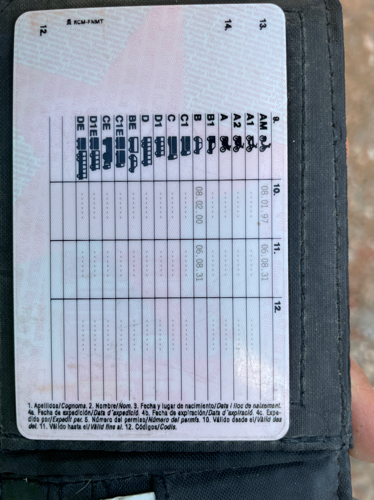 13.
14.
12. RCM-FNMT
9. 10. 11. 12.
AM 08.01.97 06.08.31
A1
A2
A
B1
B 08.02.00 06.08.31
C1
C
D1
D
BE
C1E
CE
D1E
DE
1. Apellidos/Cognoms. 2. Nombre/Nom. 3. Fecha y lugar de nacimiento/Data i lloc de naixement.
4a. Fecha de expedición/Data d'expedició. 4b. Fecha de expiración/Data d'expiració. 4c. Expe-
dido por/Expedit per. 5. Número del permiso/Número del permis. 10. Válido desde el/Vàlid des
del. 11. Válido hasta el/Vàlid fins al. 12. Códigos/Codis.